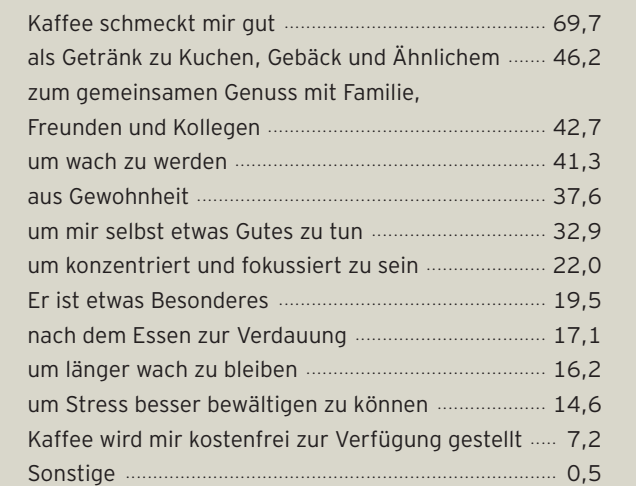 Kaffee schmeckt mir gut ........ 69,7
als Getränk zu Kuchen, Gebäck und Ähnlichem ....... 46,2
zum gemeinsamen Genuss mit Familie,
Freunden und Kollegen ........ 42,7
um wach zu werden ........ 41,3
aus Gewohnheit ........ 37,6
um mir selbst etwas Gutes zu tun ........ 32,9
um konzentriert und fokussiert zu sein ........ 22,0
Er ist etwas Besonderes ........ 19,5
nach dem Essen zur Verdauung ........ 17,1
um länger wach zu bleiben ........ 16,2
um Stress besser bewältigen zu können ........ 14,6
Kaffee wird mir kostenfrei zur Verfügung gestellt ..... 7,2
Sonstige ........ 0,5